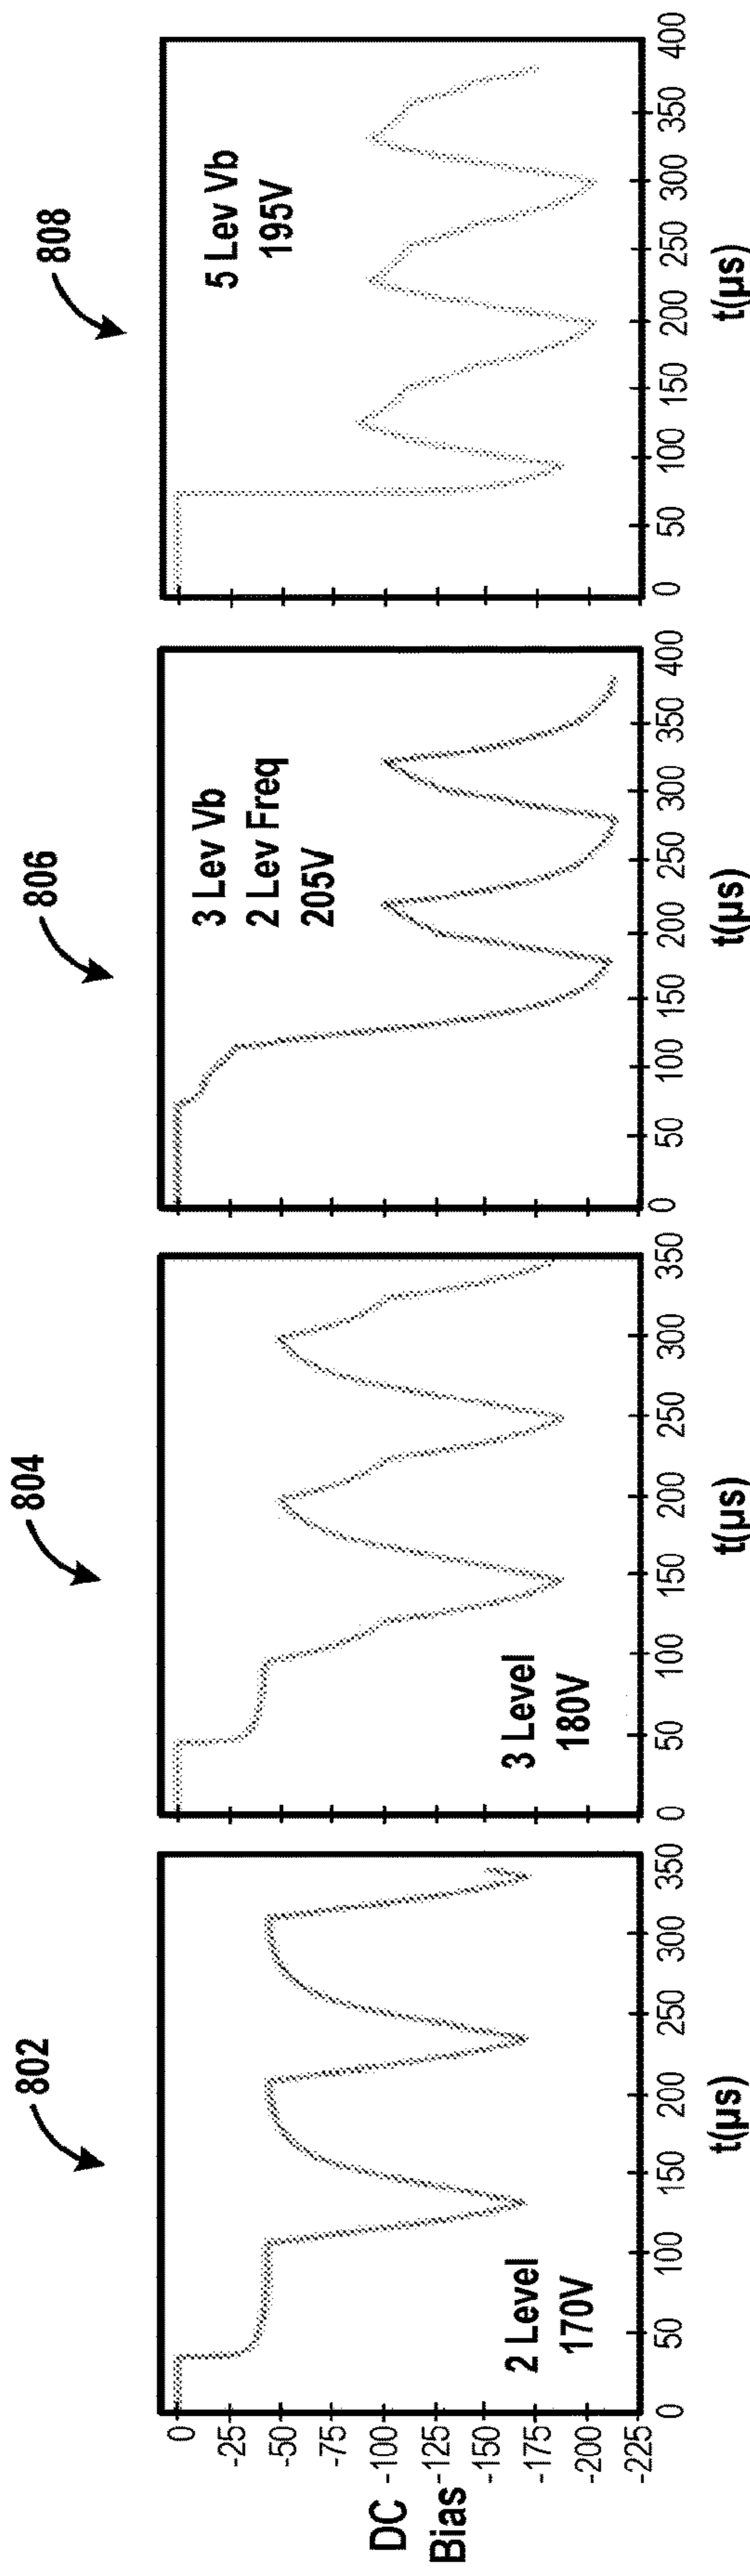 802
804
806
808
DC
Bias
0
-25
-50
-75
-100
-125
-150
-175
-200
-225
2 Level
170V
0 50 100 150 200 250 300 350
t(µs)
3 Level
180V
0 50 100 150 200 250 300 350
t(µs)
3 Lev Vb
2 Lev Freq
205V
0 50 100 150 200 250 300 350 400
t(µs)
5 Lev Vb
195V
0 50 100 150 200 250 300 350 400
t(µs)